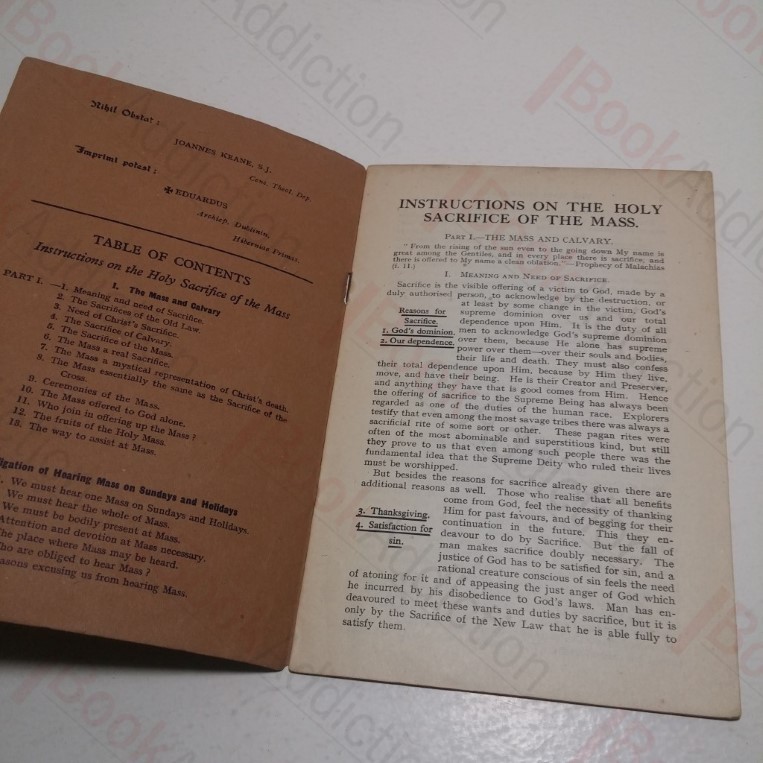 Nihil Obstat :
JOANNES KEANE, S.J.
Cens. Theol. Dep.
Imprimi potest :
✠ EDUARDUS
Archiep. Dublinen,
Hiberniæ Primas.
TABLE OF CONTENTS
Instructions on the Holy Sacrifice of the Mass
1. The Mass and Calvary
PART I. —1. Meaning and need of Sacrifice.
2. The Sacrifices of the Old Law.
3. Need of Christ's Sacrifice.
4. The Sacrifice of Calvary.
5. The Sacrifice of the Mass.
6. The Mass a real Sacrifice.
7. The Mass a mystical representation of Christ's death.
8. The Mass essentially the same as the Sacrifice of the
Cross.
9. Ceremonies of the Mass.
10. The Mass offered to God alone.
11. Who join in offering up the Mass ?
12. The fruits of the Holy Mass.
13. The way to assist at Mass.
ligation of Hearing Mass on Sundays and Holidays
We must hear one Mass on Sundays and Holidays.
We must hear the whole of Mass.
We must be bodily present at Mass.
Attention and devotion at Mass necessary.
he place where Mass may be heard.
ho are obliged to hear Mass ?
asons excusing us from hearing Mass.
INSTRUCTIONS ON THE HOLY
SACRIFICE OF THE MASS.
PART I.—THE MASS AND CALVARY.
" From the rising of the sun even to the going down My name is
great among the Gentiles, and in every place there is sacrifice, and
there is offered to My name a clean oblation."—Prophecy of Malachias
(i. 11.)
I. MEANING AND NEED OF SACRIFICE.
Sacrifice is the visible offering of a victim to God, made by a
duly authorised person, to acknowledge by the destruction, or
at least by some change in the victim, God's
Reasons for supreme dominion over us and our total
Sacrifice. dependence upon Him. It is the duty of all
1. God's dominion. men to acknowledge God's supreme dominion
2. Our dependence. over them, because He alone has supreme
power over them—over their souls and bodies,
their life and death. They must also confess
their total dependence upon Him, because by Him they live,
move, and have their being. He is their Creator and Preserver,
and anything they have that is good comes from Him. Hence
the offering of sacrifice to the Supreme Being has always been
regarded as one of the duties of the human race. Explorers
testify that even among the most savage tribes there was always a
sacrificial rite of some sort or other. These pagan rites were
often of the most abominable and superstitious kind, but still
they prove to us that even among such people there was the
fundamental idea that the Supreme Deity who ruled their lives
must be worshipped.
But besides the reasons for sacrifice already given there are
additional reasons as well. Those who realise that all benefits
come from God, feel the necessity of thanking
3. Thanksgiving. Him for past favours, and of begging for their
4. Satisfaction for continuation in the future. This they en-
sin. deavour to do by Sacrifice. But the fall of
man makes sacrifice doubly necessary. The
justice of God has to be satisfied for sin, and a
rational creature conscious of sin feels the need
of atoning for it and of appeasing the just anger of God which
he incurred by his disobedience to God's laws. Man has en-
deavoured to meet these wants and duties by sacrifice, but it is
only by the Sacrifice of the New Law that he is able fully to
satisfy them.
BookAddiction